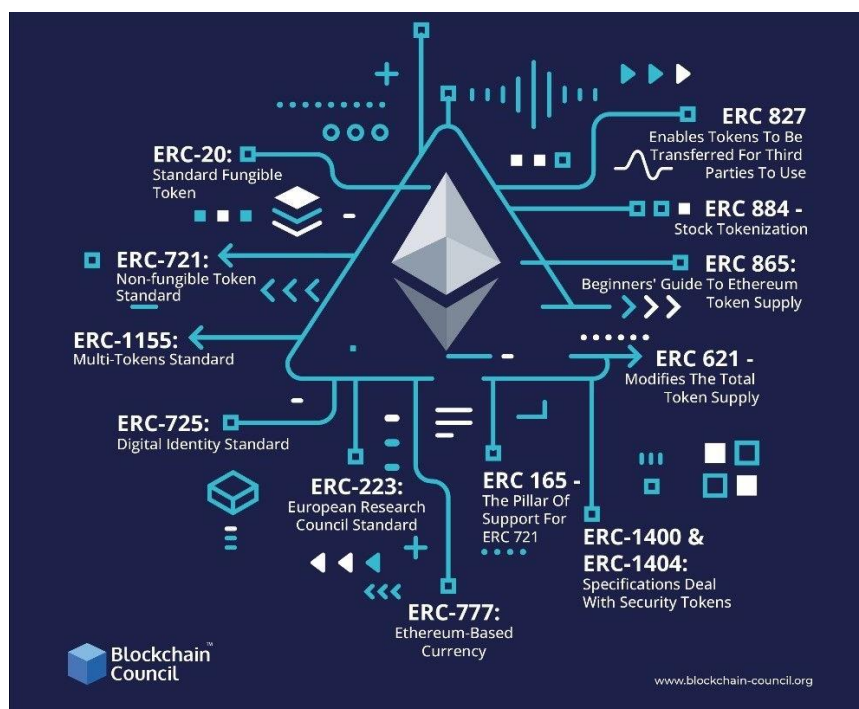 ERC 827
Enables Tokens To Be
Transferred For Third
Parties To Use
ERC-20:
Standard Fungible
Token
ERC 884 -
Stock Tokenization
ERC-721:
Non-fungible Token
Standard
ERC 865:
Beginners' Guide To Ethereum
Token Supply
ERC-1155:
Multi-Tokens Standard
ERC 621 -
Modifies The Total
Token Supply
ERC-725:
Digital Identity Standard
ERC-223:
European Research
Council Standard
ERC 165 -
The Pillar Of
Support For
ERC 721
ERC-1400 &
ERC-1404:
Specifications Deal
With Security Tokens
ERC-777:
Ethereum-Based
Currency
Blockchain™
Council
www.blockchain-council.org